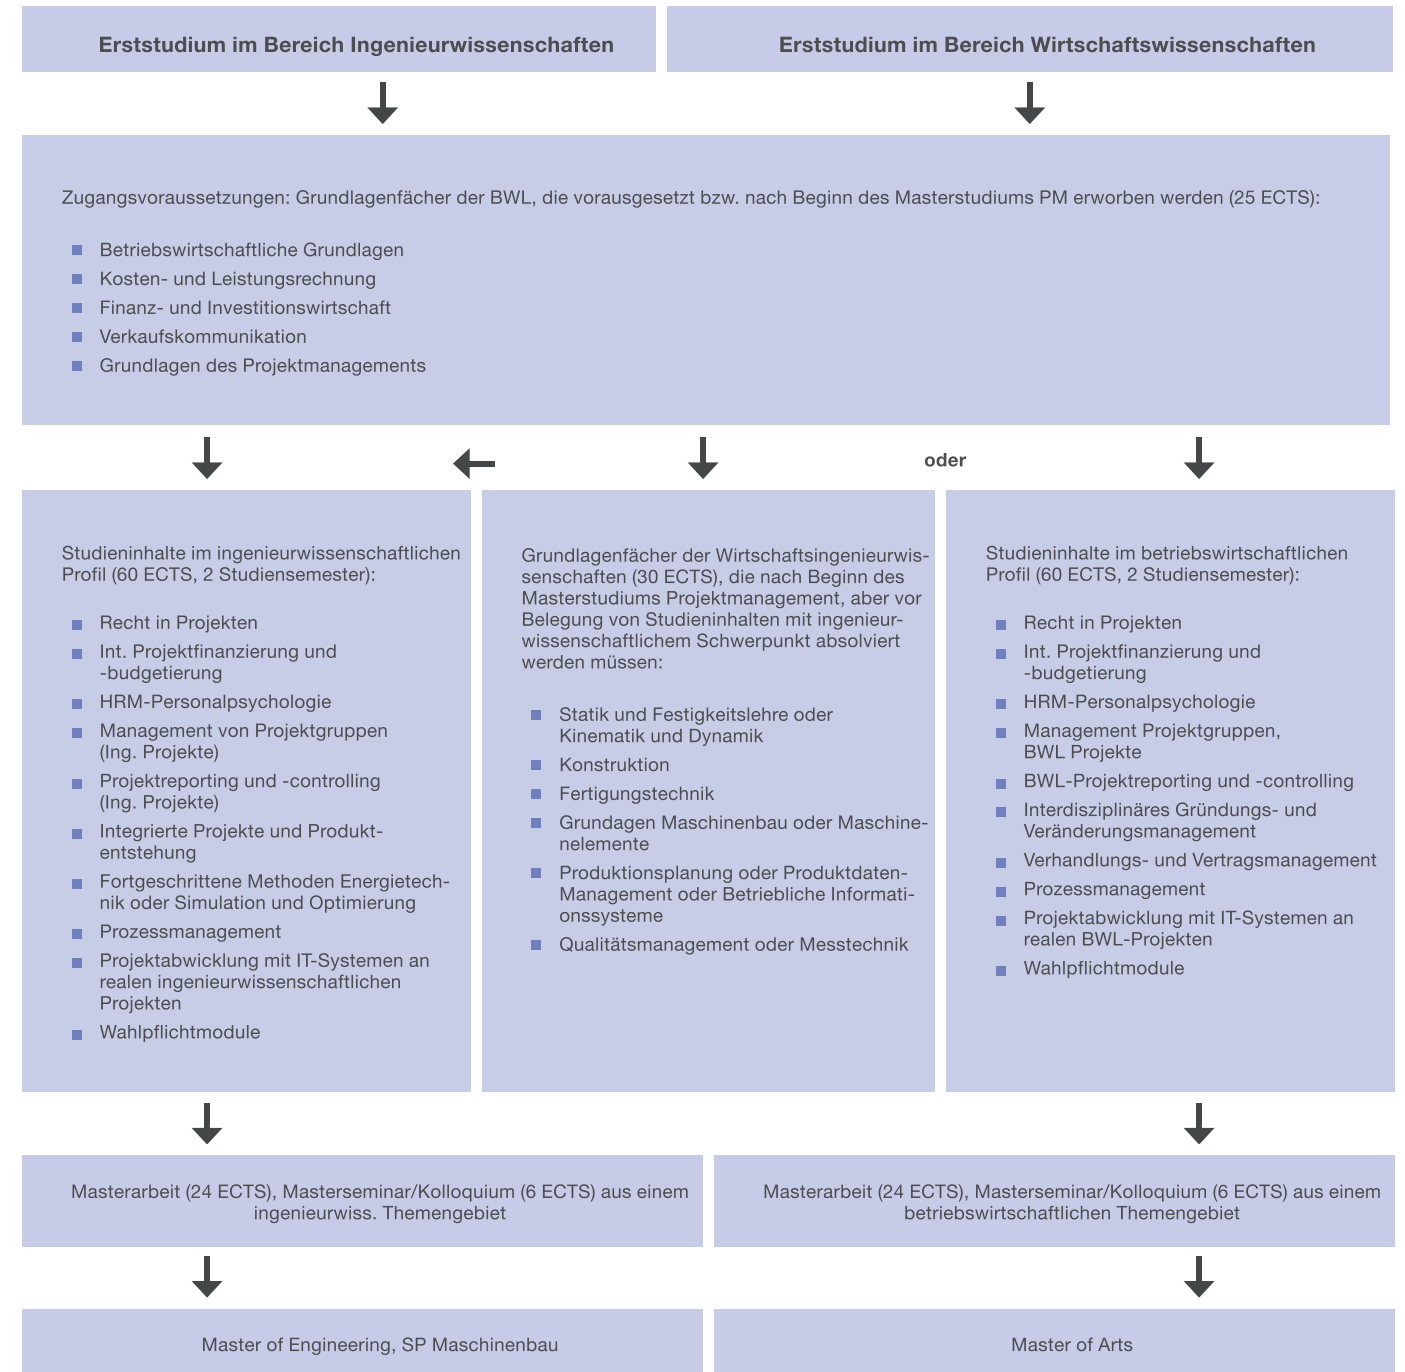 Erststudium im Bereich Ingenieurwissenschaften
Erststudium im Bereich Wirtschaftswissenschaften
Zugangsvoraussetzungen: Grundlagenfächer der BWL, die vorausgesetzt bzw. nach Beginn des Masterstudiums PM erworben werden (25 ECTS):
Betriebswirtschaftliche Grundlagen
Kosten- und Leistungsrechnung
Finanz- und Investitionswirtschaft
Verkaufskommunikation
Grundlagen des Projektmanagements
oder
Studieninhalte im ingenieurwissenschaftlichen
Profil (60 ECTS, 2 Studiensemester):
Recht in Projekten
Int. Projektfinanzierung und
-budgetierung
HRM-Personalpsychologie
Management von Projektgruppen
(Ing. Projekte)
Projektreporting und -controlling
(Ing. Projekte)
Integrierte Projekte und Produkt-
entstehung
Fortgeschrittene Methoden Energietech-
nik oder Simulation und Optimierung
Prozessmanagement
Projektabwicklung mit IT-Systemen an
realen ingenieurwissenschaftlichen
Projekten
Wahlpflichtmodule
Grundlagenfächer der Wirtschaftsingenieurwis-
senschaften (30 ECTS), die nach Beginn des
Masterstudiums Projektmanagement, aber vor
Belegung von Studieninhalten mit ingenieur-
wissenschaftlichem Schwerpunkt absolviert
werden müssen:
Statik und Festigkeitslehre oder
Kinematik und Dynamik
Konstruktion
Fertigungstechnik
Grundagen Maschinenbau oder Maschine-
nelemente
Produktionsplanung oder Produktdaten-
Management oder Betriebliche Informati-
onssysteme
Qualitätsmanagement oder Messtechnik
Studieninhalte im betriebswirtschaftlichen
Profil (60 ECTS, 2 Studiensemester):
Recht in Projekten
Int. Projektfinanzierung und
-budgetierung
HRM-Personalpsychologie
Management Projektgruppen,
BWL Projekte
BWL-Projektreporting und -controlling
Interdisziplinäres Gründungs- und
Veränderungsmanagement
Verhandlungs- und Vertragsmanagement
Prozessmanagement
Projektabwicklung mit IT-Systemen an
realen BWL-Projekten
Wahlpflichtmodule
Masterarbeit (24 ECTS), Masterseminar/Kolloquium (6 ECTS) aus einem
ingenieurwiss. Themengebiet
Masterarbeit (24 ECTS), Masterseminar/Kolloquium (6 ECTS) aus einem
betriebswirtschaftlichen Themengebiet
Master of Engineering, SP Maschinenbau
Master of Arts